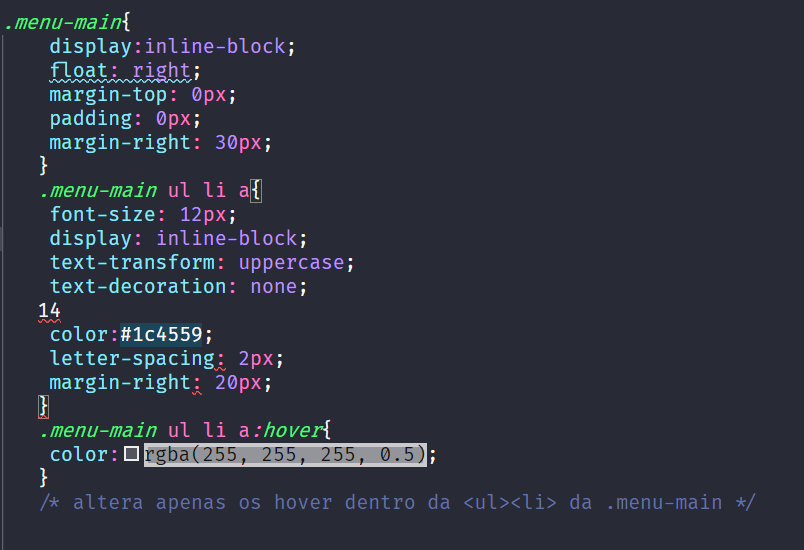 .menu-main{
display:inline-block;
float: right;
margin-top: 0px;
padding: 0px;
margin-right: 30px;
}
.menu-main ul li a{
font-size: 12px;
display: inline-block;
text-transform: uppercase;
text-decoration: none;
14
color:#1c4559;
letter-spacing: 2px;
margin-right: 20px;
}
.menu-main ul li a:hover{
color:rgba(255, 255, 255, 0.5);
}
/* altera apenas os hover dentro da <ul><li> da .menu-main */